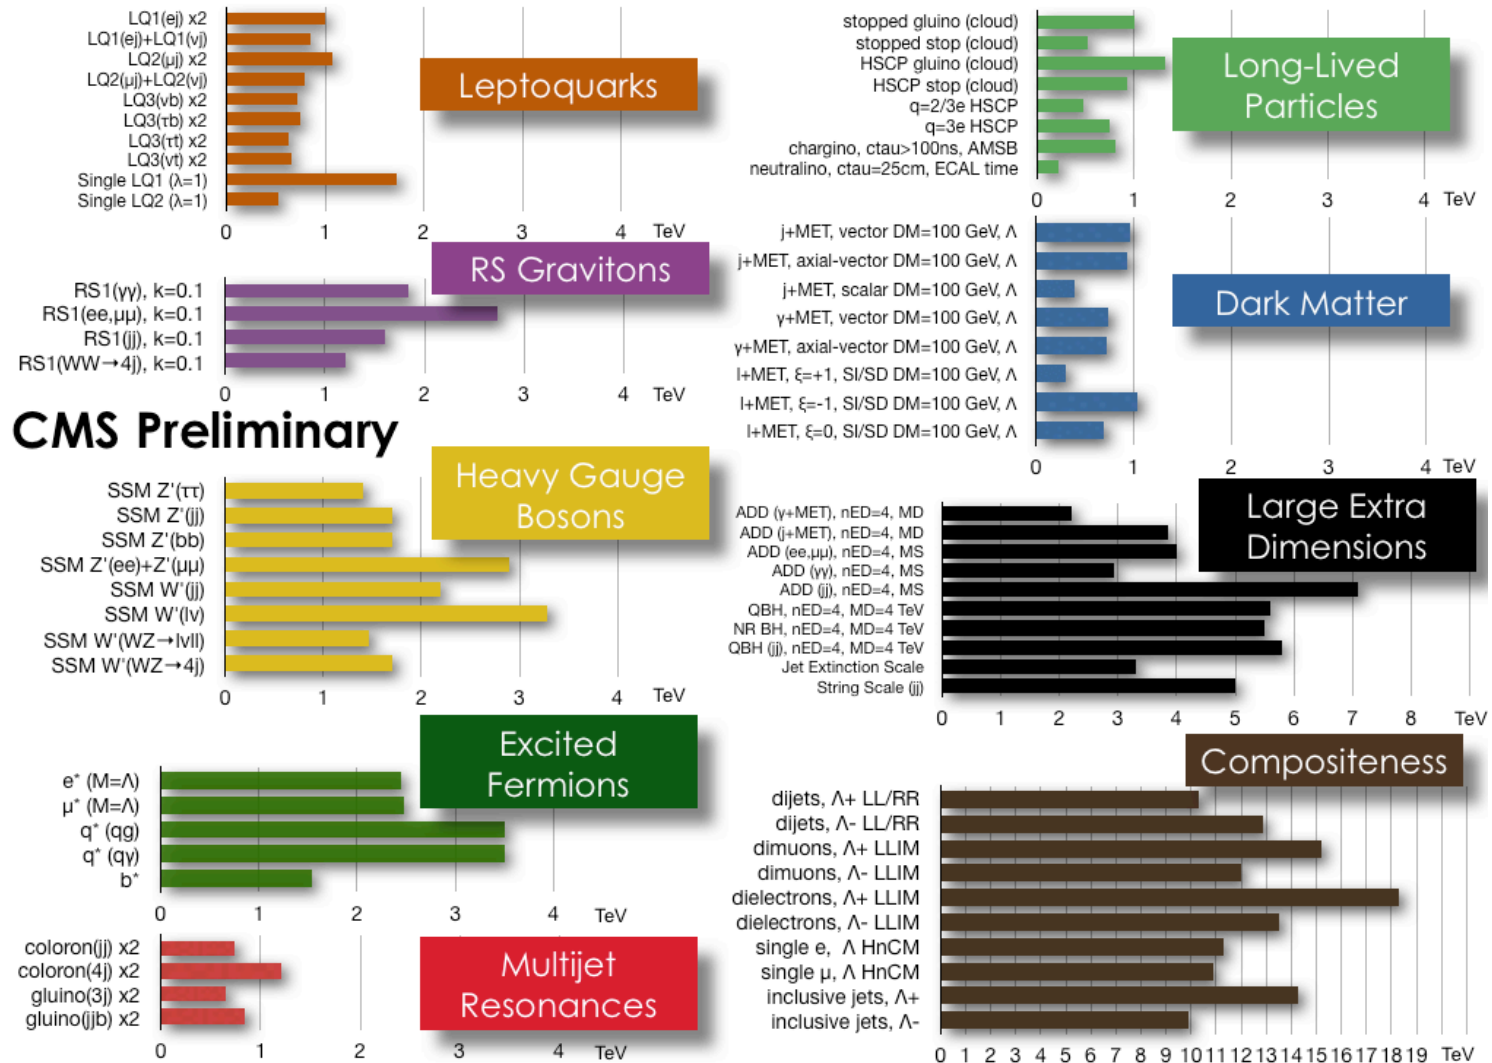 LQ1(ej) x2
LQ1(ej)+LQ1(νj)
LQ2(μj) x2
LQ2(μj)+LQ2(νj)
LQ3(νb) x2
LQ3(τb) x2
LQ3(τt) x2
LQ3(νt) x2
Single LQ1 (λ=1)
Single LQ2 (λ=1)
0 1 2 3 4 TeV
Leptoquarks
RS Gravitons
RS1(γγ), k=0.1
RS1(ee,μμ), k=0.1
RS1(jj), k=0.1
RS1(WW→4j), k=0.1
0 1 2 3 4 TeV
CMS Preliminary
Heavy Gauge
Bosons
SSM Z'(ττ)
SSM Z'(jj)
SSM Z'(bb)
SSM Z'(ee)+Z'(μμ)
SSM W'(jj)
SSM W'(lν)
SSM W'(WZ→lνll)
SSM W'(WZ→4j)
0 1 2 3 4 TeV
Excited
Fermions
e* (M=Λ)
μ* (M=Λ)
q* (qg)
q* (qγ)
b*
0 1 2 3 4 TeV
coloron(jj) x2
coloron(4j) x2
gluino(3j) x2
gluino(jjb) x2
0 1 2 3 4 TeV
Multijet
Resonances
stopped gluino (cloud)
stopped stop (cloud)
HSCP gluino (cloud)
HSCP stop (cloud)
q=2/3e HSCP
q=3e HSCP
chargino, ctau>100ns, AMSB
neutralino, ctau=25cm, ECAL time
0 1 2 3 4 TeV
Long-Lived
Particles
j+MET, vector DM=100 GeV, Λ
j+MET, axial-vector DM=100 GeV, Λ
j+MET, scalar DM=100 GeV, Λ
γ+MET, vector DM=100 GeV, Λ
γ+MET, axial-vector DM=100 GeV, Λ
l+MET, ξ=+1, SI/SD DM=100 GeV, Λ
l+MET, ξ=-1, SI/SD DM=100 GeV, Λ
l+MET, ξ=0, SI/SD DM=100 GeV, Λ
0 1 2 3 4 TeV
Dark Matter
Large Extra
Dimensions
ADD (γ+MET), nED=4, MD
ADD (j+MET), nED=4, MD
ADD (ee,μμ), nED=4, MS
ADD (γγ), nED=4, MS
ADD (jj), nED=4, MS
QBH, nED=4, MD=4 TeV
NR BH, nED=4, MD=4 TeV
QBH (jj), nED=4, MD=4 TeV
Jet Extinction Scale
String Scale (jj)
0 1 2 3 4 5 6 7 8 TeV
Compositeness
dijets, Λ+ LL/RR
dijets, Λ- LL/RR
dimuons, Λ+ LLIM
dimuons, Λ- LLIM
dielectrons, Λ+ LLIM
dielectrons, Λ- LLIM
single e, Λ HnCM
single μ, Λ HnCM
inclusive jets, Λ+
inclusive jets, Λ-
0 1 2 3 4 5 6 7 8 9 10 11 12 13 14 15 16 17 18 19 TeV